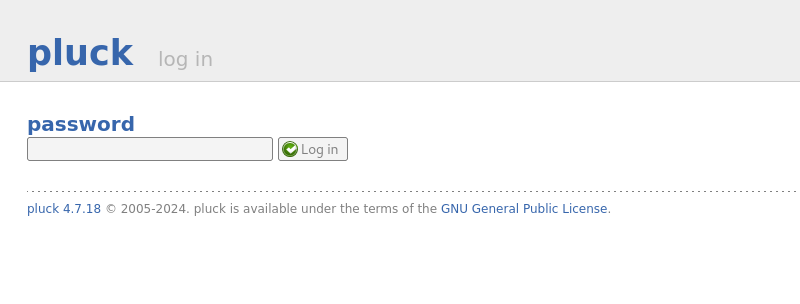 pluck log in
password
Log in
pluck 4.7.18 © 2005-2024. pluck is available under the terms of the GNU General Public License.